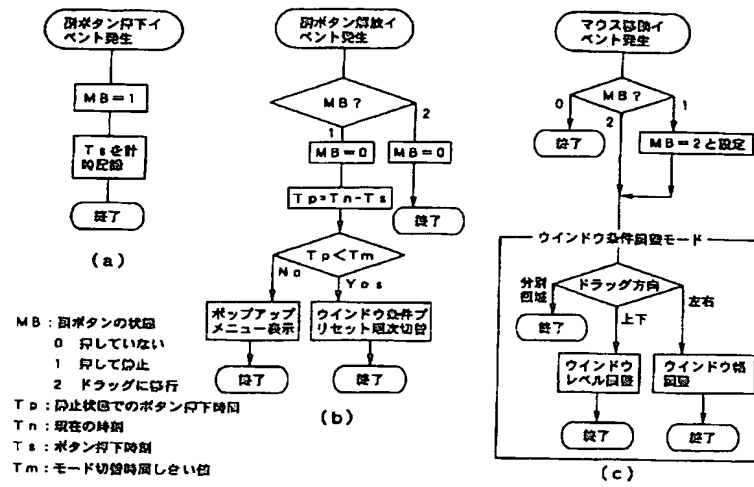 副ボタン押下イ
ベント発生
MB=1
Tsを計
時記録
終了
(a)
副ボタン解放イ
ベント発生
MB?
1
2
MB=0
MB=0
Tp=Tn-Ts
終了
Tp<Tm
No
Yes
ポップアップ
メニュー表示
ウインドウ条件プ
リセット順次切替
終了
終了
(b)
マウス移動イ
ベント発生
MB?
0
2
1
終了
MB=2と設定
ウインドウ条件調整モード
ドラッグ方向
分別
左右
上下
終了
ウインドウ
レベル調整
ウインドウ幅
調整
終了
終了
(c)
MB:副ボタンの状態
0 押していない
1 押して静止
2 ドラッグに移行
Tp:静止状態でのボタン押下時間
Tn:現在の時刻
Ts:ボタン押下時刻
Tm:モード切替時間しきい値